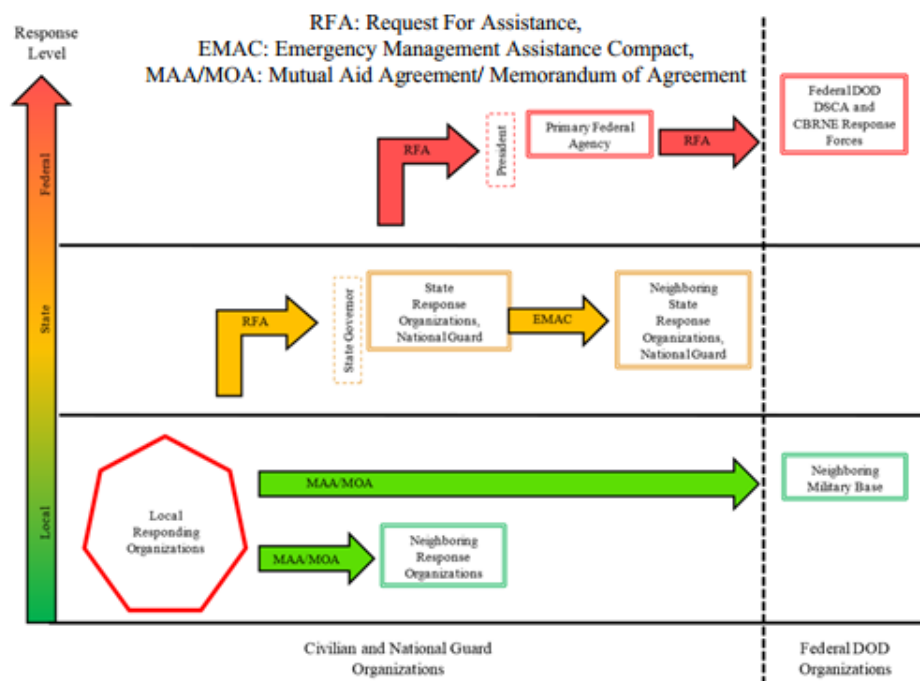 RFA: Request For Assistance,
EMAC: Emergency Management Assistance Compact,
MAA/MOA: Mutual Aid Agreement/ Memorandum of Agreement
Response
Level
Federal
State
Local
RFA
President
Primary Federal
Agency
RFA
Federal DOD
DSCA and
CBRNE Response
Forces
RFA
State Governor
State
Response
Organizations,
National Guard
EMAC
Neighboring
State
Response
Organizations,
National Guard
Local
Responding
Organizations
MAA/MOA
Neighboring
Military Base
MAA/MOA
Neighboring
Response
Organizations
Civilian and National Guard
Organizations
Federal DOD
Organizations